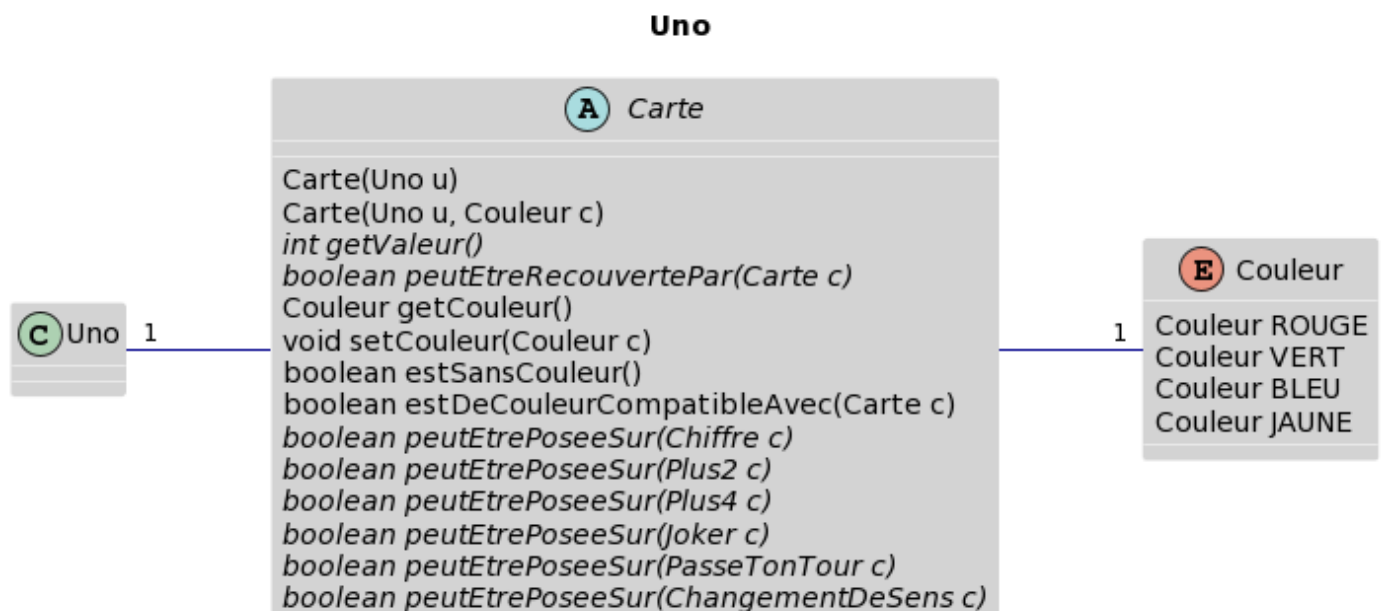 Uno
A Carte
Carte(Uno u)
Carte(Uno u, Couleur c)
int getValeur()
boolean peutEtreRecouvertePar(Carte c)
Couleur getCouleur()
void setCouleur(Couleur c)
boolean estSansCouleur()
boolean estDeCouleurCompatibleAvec(Carte c)
boolean peutEtrePoseeSur(Chiffre c)
boolean peutEtrePoseeSur(Plus2 c)
boolean peutEtrePoseeSur(Plus4 c)
boolean peutEtrePoseeSur(Joker c)
boolean peutEtrePoseeSur(PasseTonTour c)
boolean peutEtrePoseeSur(ChangementDeSens c)
C Uno
1
1
E Couleur
Couleur ROUGE
Couleur VERT
Couleur BLEU
Couleur JAUNE